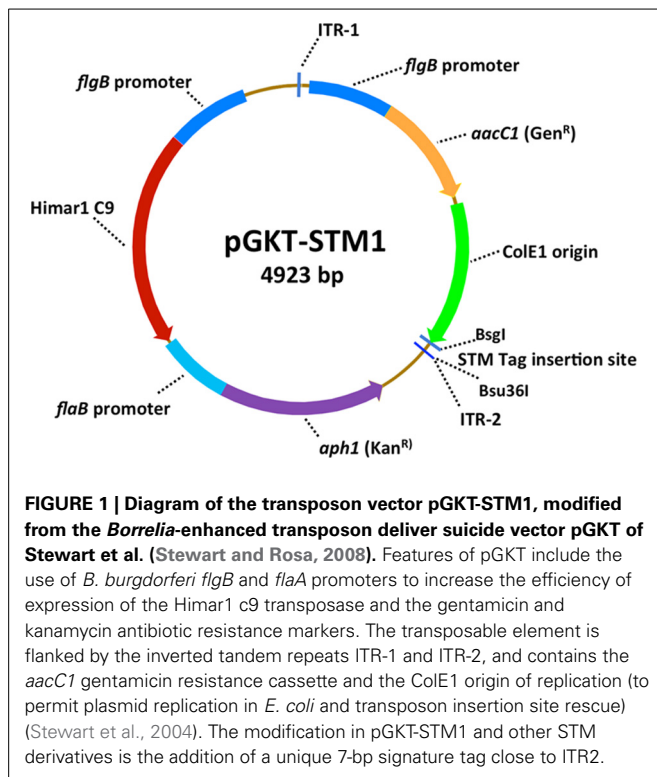 ITR-1
flgB promoter
flgB promoter
aacC1 (Gen^R)
Himar1 C9
pGKT-STM1
4923 bp
ColE1 origin
BsgI
STM Tag insertion site
Bsu36I
ITR-2
flaB promoter
aph1 (Kan^R)
FIGURE 1 | Diagram of the transposon vector pGKT-STM1, modified
from the Borrelia-enhanced transposon deliver suicide vector pGKT of
Stewart et al. (Stewart and Rosa, 2008). Features of pGKT include the
use of B. burgdorferi flgB and flaA promoters to increase the efficiency of
expression of the Himar1 c9 transposase and the gentamicin and
kanamycin antibiotic resistance markers. The transposable element is
flanked by the inverted tandem repeats ITR-1 and ITR-2, and contains the
aacC1 gentamicin resistance cassette and the ColE1 origin of replication (to
permit plasmid replication in E. coli and transposon insertion site rescue)
(Stewart et al., 2004). The modification in pGKT-STM1 and other STM
derivatives is the addition of a unique 7-bp signature tag close to ITR2.